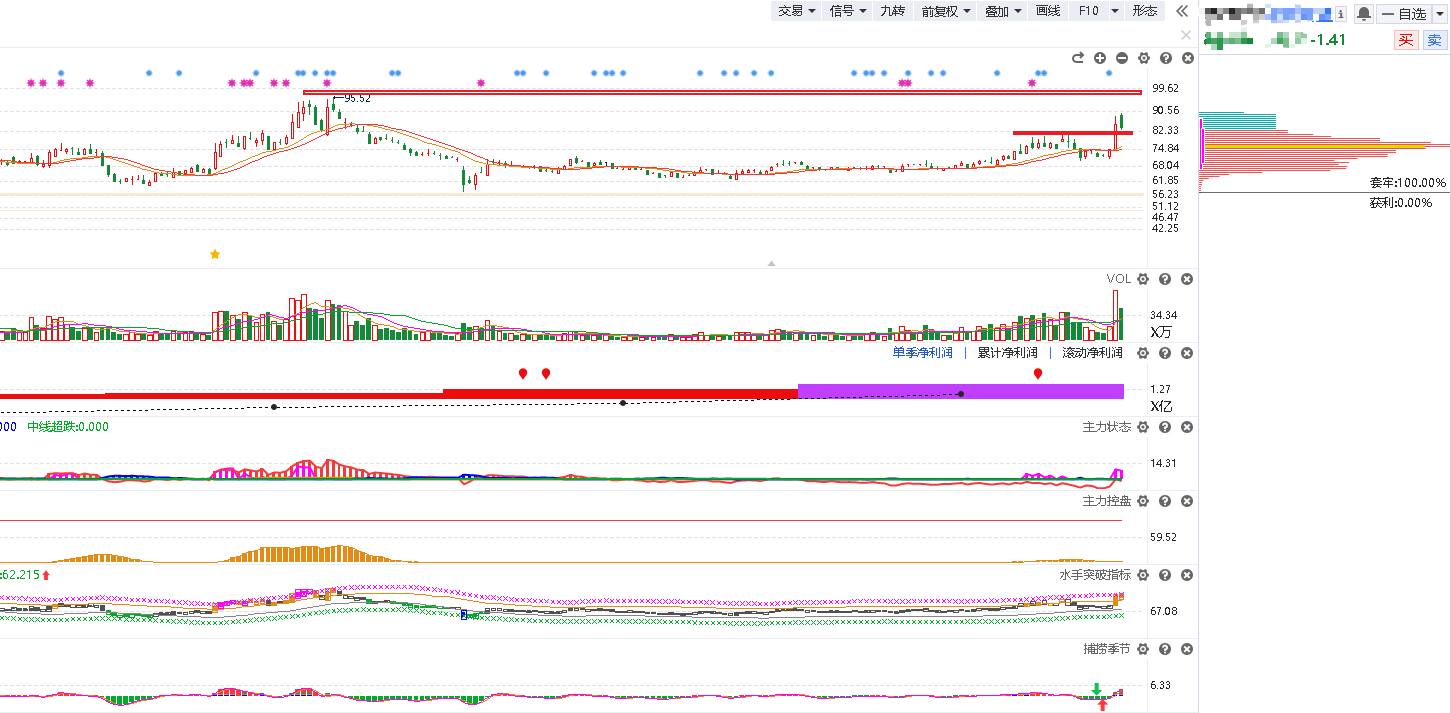 交易 信号 九转 前复权 叠加 画线 F10 形态
自选
-1.41 买 卖
95.52
99.62
90.56
82.33
74.84
68.04
61.85
56.23
51.12
46.47
42.25
套牢:100.00%
获利:0.00%
VOL
34.34
X万
单季净利润 | 累计净利润 | 滚动净利润
1.27
X亿
000 中线超跌:0.000
主力状态
14.31
主力控盘
59.52
:62.215
水手突破指标
67.08
捕捞季节
6.33